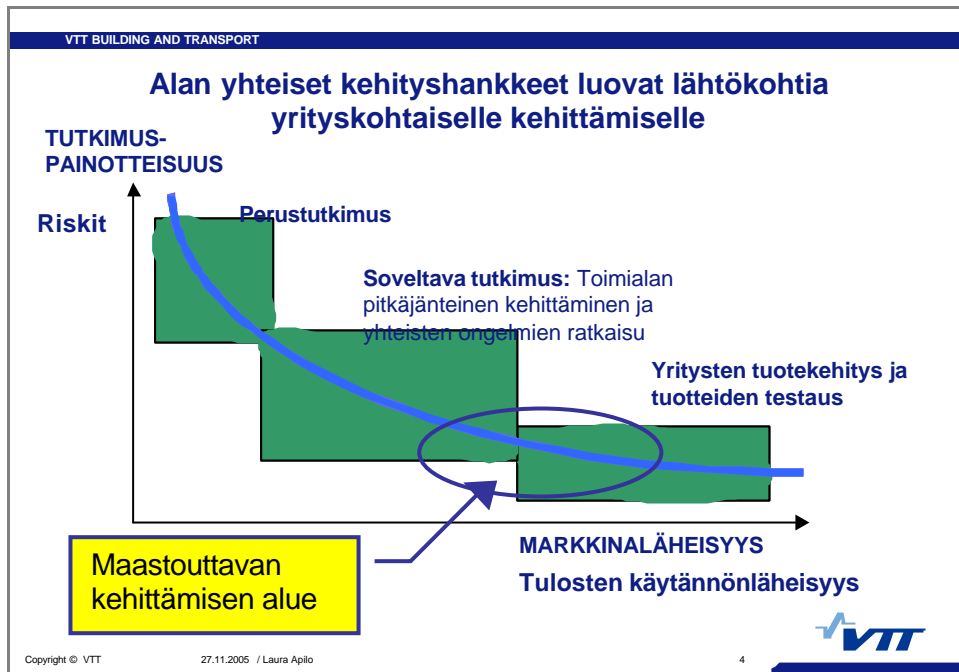 VTT BUILDING AND TRANSPORT
Alan yhteiset kehityshankkeet luovat lähtökohtia
yrityskohtaiselle kehittämiselle
TUTKIMUS-
PAINOTTEISUUS
Riskit
Perustutkimus
Soveltava tutkimus: Toimialan
pitkäjänteinen kehittäminen ja
yhteisten ongelmien ratkaisu
Yritysten tuotekehitys ja
tuotteiden testaus
Maastouttavan
kehittämisen alue
MARKKINALÄHEISYYS
Tulosten käytännönläheisyys
VTT
Copyright © VTT 27.11.2005 / Laura Apilo 4